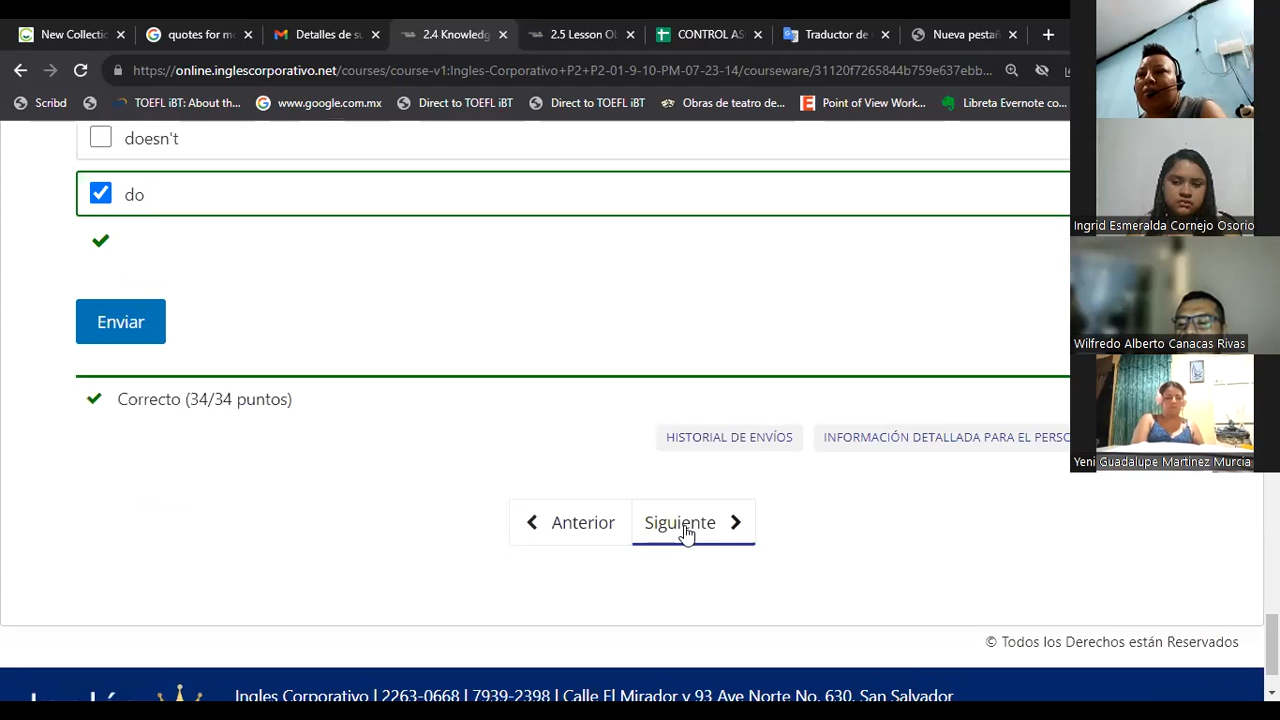 New Collectio
quotes for m
Detalles de su
2.4 Knowledg
2.5 Lesson Ob
CONTROL AS
Traductor de
Nueva pestañ
https://online.inglescorporativo.net/courses/course-v1:Ingles-Corporativo+P2+P2-01-9-10-PM-07-23-14/courseware/31120f7265844b759e637ebb...
Scribd
TOEFL iBT: About th...
www.google.com.mx
Direct to TOEFL iBT
Direct to TOEFL iBT
Obras de teatro de...
Point of View Work...
Libreta Evernote co...
doesn't
do
Enviar
Correcto (34/34 puntos)
HISTORIAL DE ENVÍOS
INFORMACIÓN DETALLADA PARA EL PERSO
Anterior
Siguiente
© Todos los Derechos están Reservados
Ingles Corporativo | 2263-0668 | 7939-2398 | Calle El Mirador y 93 Ave Norte No. 630, San Salvador
Ingrid Esmeralda Cornejo Osorio
Wilfredo Alberto Canacas Rivas
Yeni Guadalupe Martinez Murcia